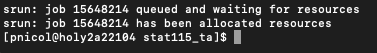 srun: job 15648214 queued and waiting for resources
srun: job 15648214 has been allocated resources
[pnicol@holy2a22104 stat115_ta]$